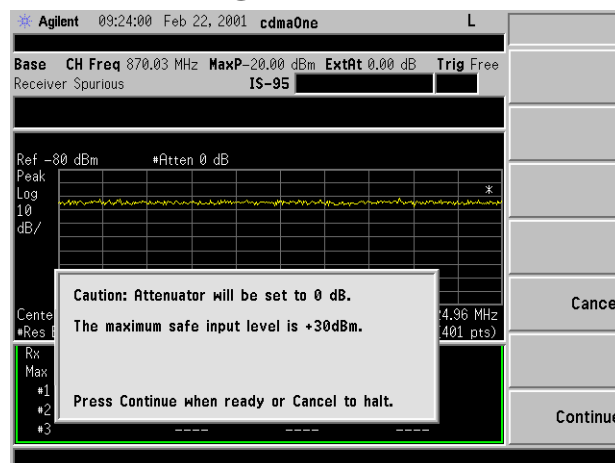 Agilent 09:24:00 Feb 22, 2001 cdmaOne L
Base CH Freq 870.03 MHz MaxP-20.00 dBm ExtAt 0.00 dB Trig Free
Receiver Spurious IS-95
Ref -80 dBm #Atten 0 dB
Peak
Log
10
dB/
*
Caution: Attenuator will be set to 0 dB.
The maximum safe input level is +30dBm.
Press Continue when ready or Cancel to halt.
Cente 4.96 MHz
#Res (401 pts)
Rx
Max
#1
#2
#3 ---- ---- ----
Cance
Continue